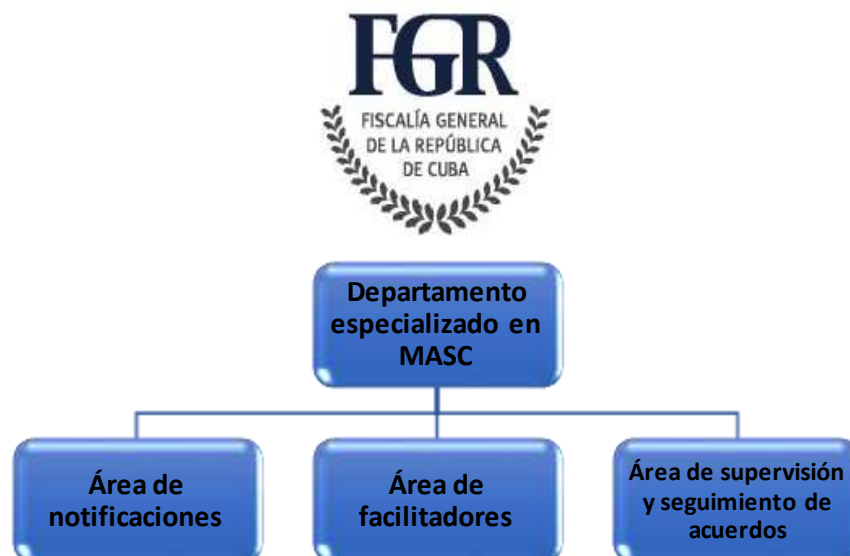 FGR
FISCALÍA GENERAL
DE LA REPÚBLICA
DE CUBA
Departamento
especializado en
MASC
Área de
notificaciones
Área de
facilitadores
Área de supervisión
y seguimiento de
acuerdos